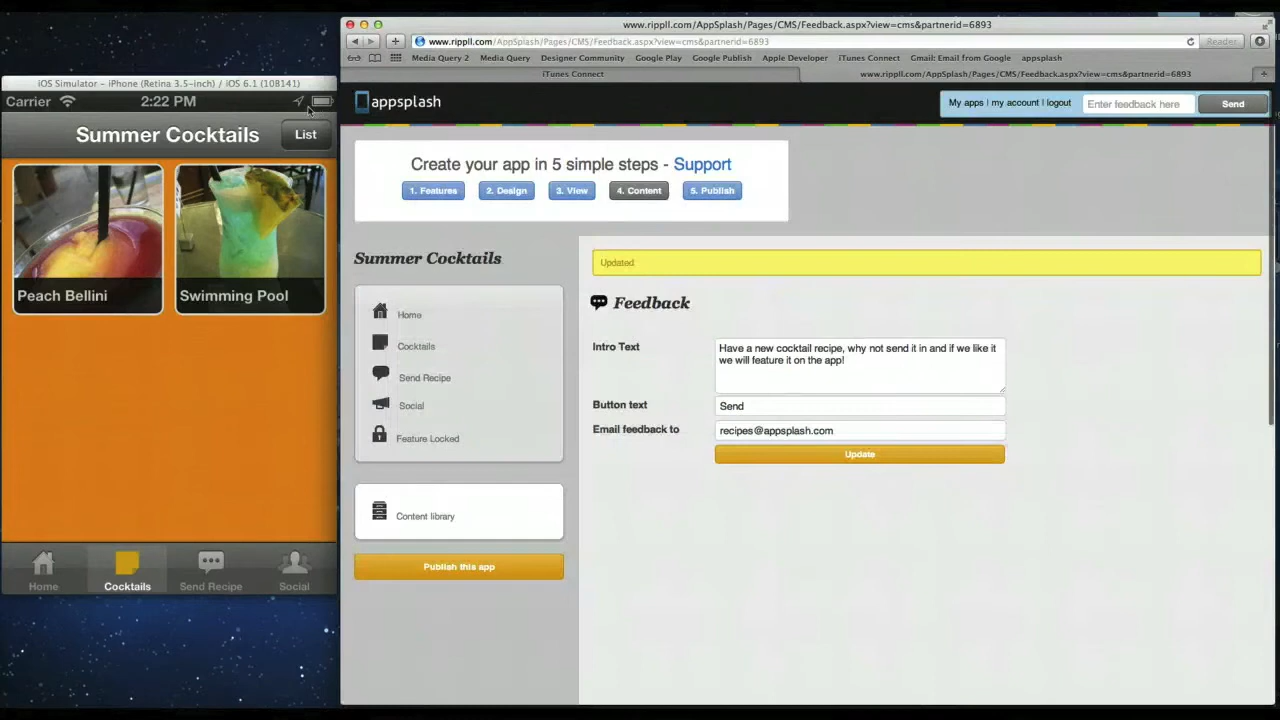 iOS Simulator – iPhone (Retina 3.5-inch) / iOS 6.1 (10B141)
Carrier 2:22 PM
Summer Cocktails List
Peach Bellini
Swimming Pool
Home
Cocktails
Send Recipe
Social
www.rippll.com/AppSplash/Pages/CMS/Feedback.aspx?view=cms&partnerid=6893
www.rippll.com/AppSplash/Pages/CMS/Feedback.aspx?view=cms&partnerid=6893 Reader
Media Query 2 Media Query Designer Community Google Play Google Publish Apple Developer iTunes Connect Gmail: Email from Google appsplash
iTunes Connect www.rippll.com/AppSplash/Pages/CMS/Feedback.aspx?view=cms&partnerid=6893
appsplash
My apps | my account | logout Enter feedback here Send
Create your app in 5 simple steps - Support
1. Features 2. Design 3. View 4. Content 5. Publish
Summer Cocktails
Home
Cocktails
Send Recipe
Social
Feature Locked
Content library
Publish this app
Updated
Feedback
Intro Text
Have a new cocktail recipe, why not send it in and if we like it
we will feature it on the app!
Button text Send
Email feedback to recipes@appsplash.com
Update